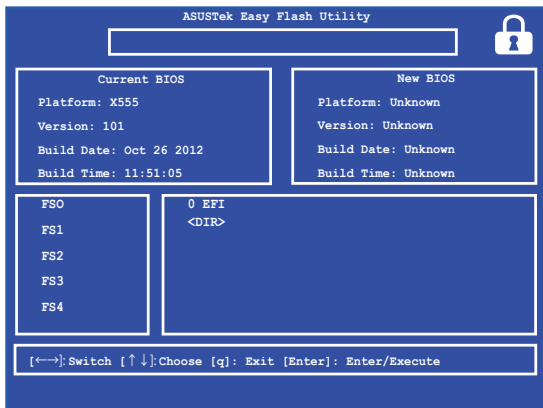 ASUSTek Easy Flash Utility
Current BIOS
Platform: X555
Version: 101
Build Date: Oct 26 2012
Build Time: 11:51:05
New BIOS
Platform: Unknown
Version: Unknown
Build Date: Unknown
Build Time: Unknown
FSO
FS1
FS2
FS3
FS4
0 EFI
<DIR>
[←→]: Switch [↑↓]: Choose [q]: Exit [Enter]: Enter/Execute